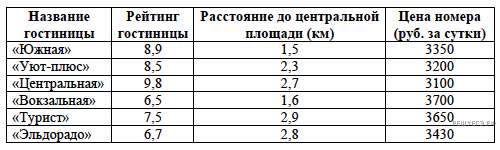 Название гостиницы | Рейтинг гостиницы | Расстояние до центральной площади (км) | Цена номера (руб. за сутки)
«Южная» | 8,9 | 1,5 | 3350
«Уют-плюс» | 8,5 | 2,3 | 3200
«Центральная» | 9,8 | 2,7 | 3100
«Вокзальная» | 6,5 | 1,6 | 3700
«Турист» | 7,5 | 2,9 | 3650
«Эльдорадо» | 6,7 | 2,8 | 3430
РЕШУЕГЭ.РФ